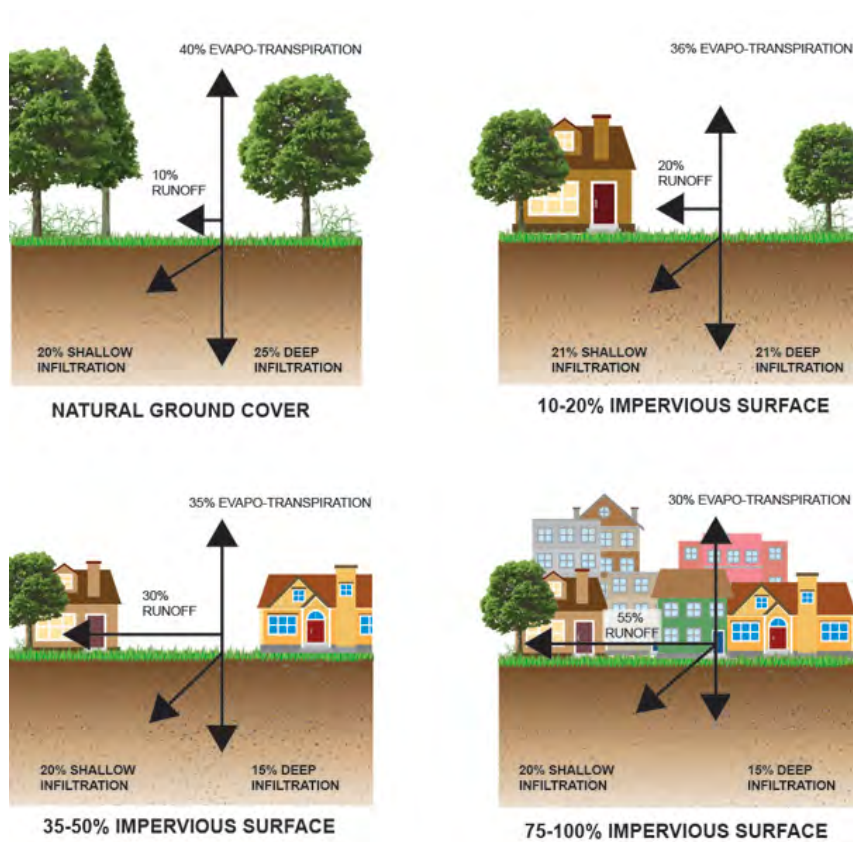 40% EVAPO-TRANSPIRATION
10%
RUNOFF
20% SHALLOW
INFILTRATION
25% DEEP
INFILTRATION
NATURAL GROUND COVER
36% EVAPO-TRANSPIRATION
20%
RUNOFF
21% SHALLOW
INFILTRATION
21% DEEP
INFILTRATION
10-20% IMPERVIOUS SURFACE
35% EVAPO-TRANSPIRATION
30%
RUNOFF
20% SHALLOW
INFILTRATION
15% DEEP
INFILTRATION
35-50% IMPERVIOUS SURFACE
30% EVAPO-TRANSPIRATION
55%
RUNOFF
20% SHALLOW
INFILTRATION
15% DEEP
INFILTRATION
75-100% IMPERVIOUS SURFACE